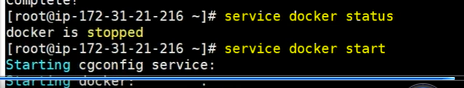 Complete!
[root@ip-172-31-21-216 ~]# service docker status
docker is stopped
[root@ip-172-31-21-216 ~]# service docker start
Starting cgconfig service:
Starting docker: .